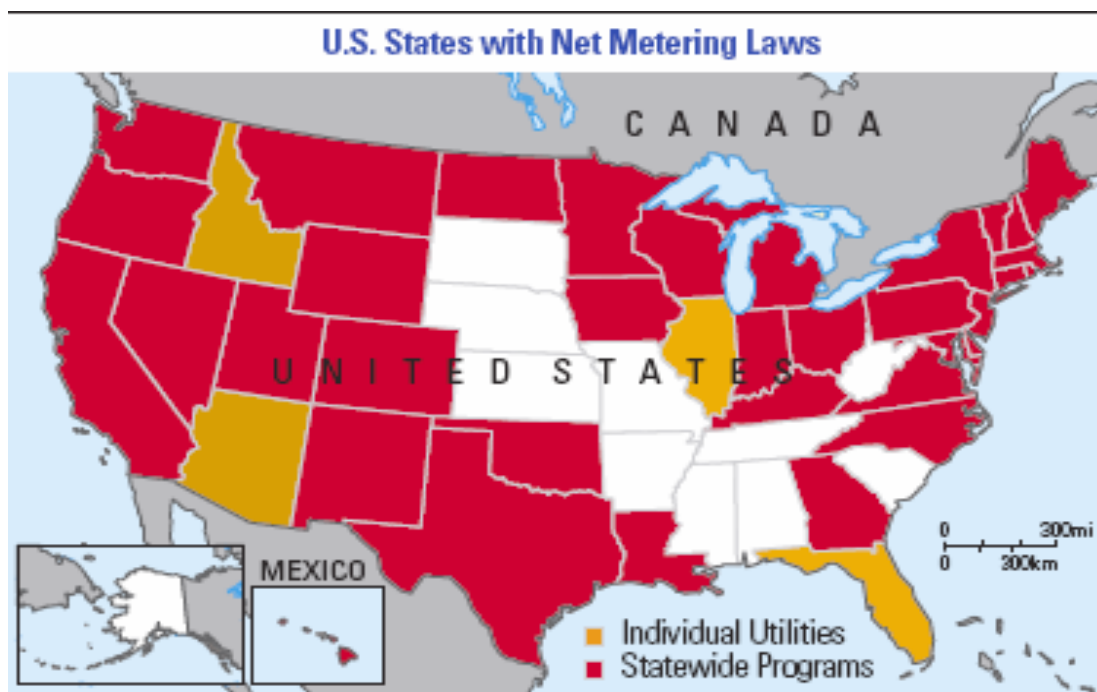 U.S. States with Net Metering Laws
CANADA
UNITED STATES
0 300mi
0 300km
MEXICO
Individual Utilities
Statewide Programs